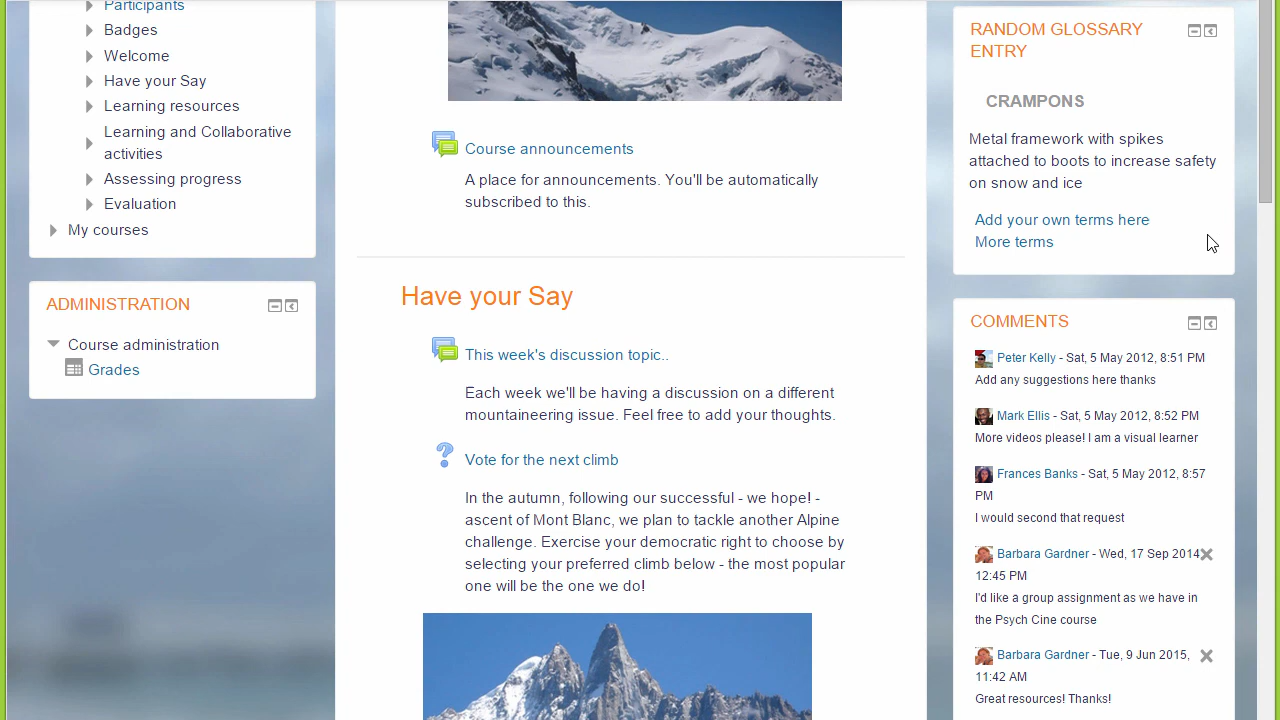 Participants
Badges
Welcome
Have your Say
Learning resources
Learning and Collaborative
activities
Assessing progress
Evaluation
My courses
ADMINISTRATION
Course administration
Grades
Course announcements
A place for announcements. You'll be automatically
subscribed to this.
Have your Say
This week's discussion topic..
Each week we'll be having a discussion on a different
mountaineering issue. Feel free to add your thoughts.
Vote for the next climb
In the autumn, following our successful - we hope! -
ascent of Mont Blanc, we plan to tackle another Alpine
challenge. Exercise your democratic right to choose by
selecting your preferred climb below - the most popular
one will be the one we do!
RANDOM GLOSSARY
ENTRY
CRAMPONS
Metal framework with spikes
attached to boots to increase safety
on snow and ice
Add your own terms here
More terms
COMMENTS
Peter Kelly - Sat, 5 May 2012, 8:51 PM
Add any suggestions here thanks
Mark Ellis - Sat, 5 May 2012, 8:52 PM
More videos please! I am a visual learner
Frances Banks - Sat, 5 May 2012, 8:57
PM
I would second that request
Barbara Gardner - Wed, 17 Sep 2014,
12:45 PM
I'd like a group assignment as we have in
the Psych Cine course
Barbara Gardner - Tue, 9 Jun 2015,
11:42 AM
Great resources! Thanks!